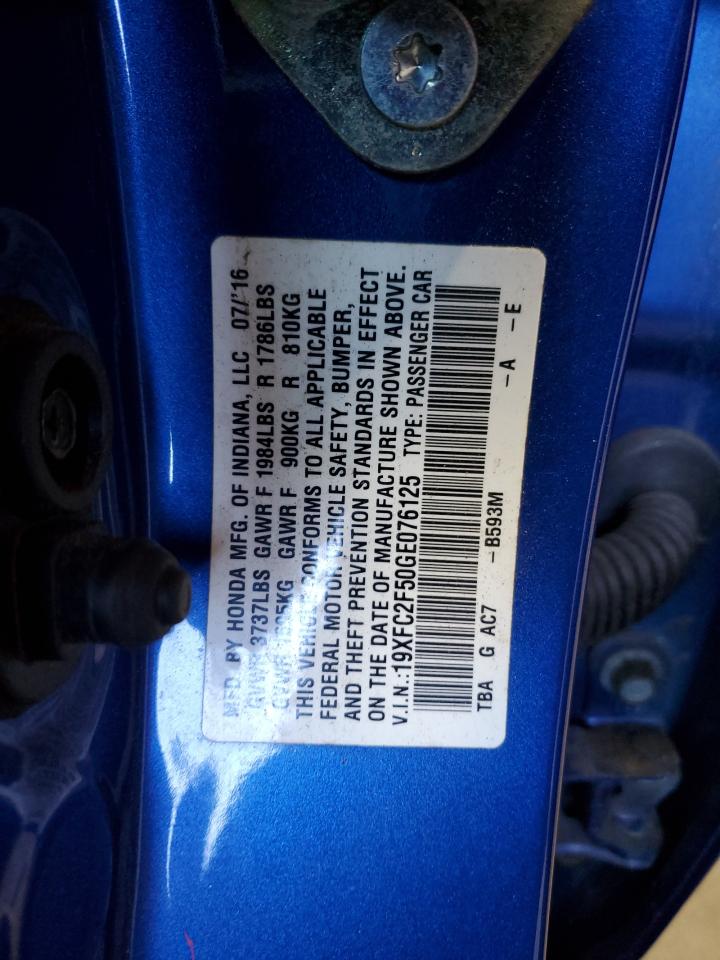 MFD. BY HONDA MFG. OF INDIANA, LLC 07/'16
GVWR 3737LBS GAWR F 1984LBS R 1786LBS
GVWR KG GAWR F 900KG R 810KG
THIS VEHICLE CONFORMS TO ALL APPLICABLE
FEDERAL MOTOR VEHICLE SAFETY, BUMPER,
AND THEFT PREVENTION STANDARDS IN EFFECT
ON THE DATE OF MANUFACTURE SHOWN ABOVE.
V.I.N.:19XFC2F50GE076125 TYPE: PASSENGER CAR
TBA G AC7 –B593M –A –E